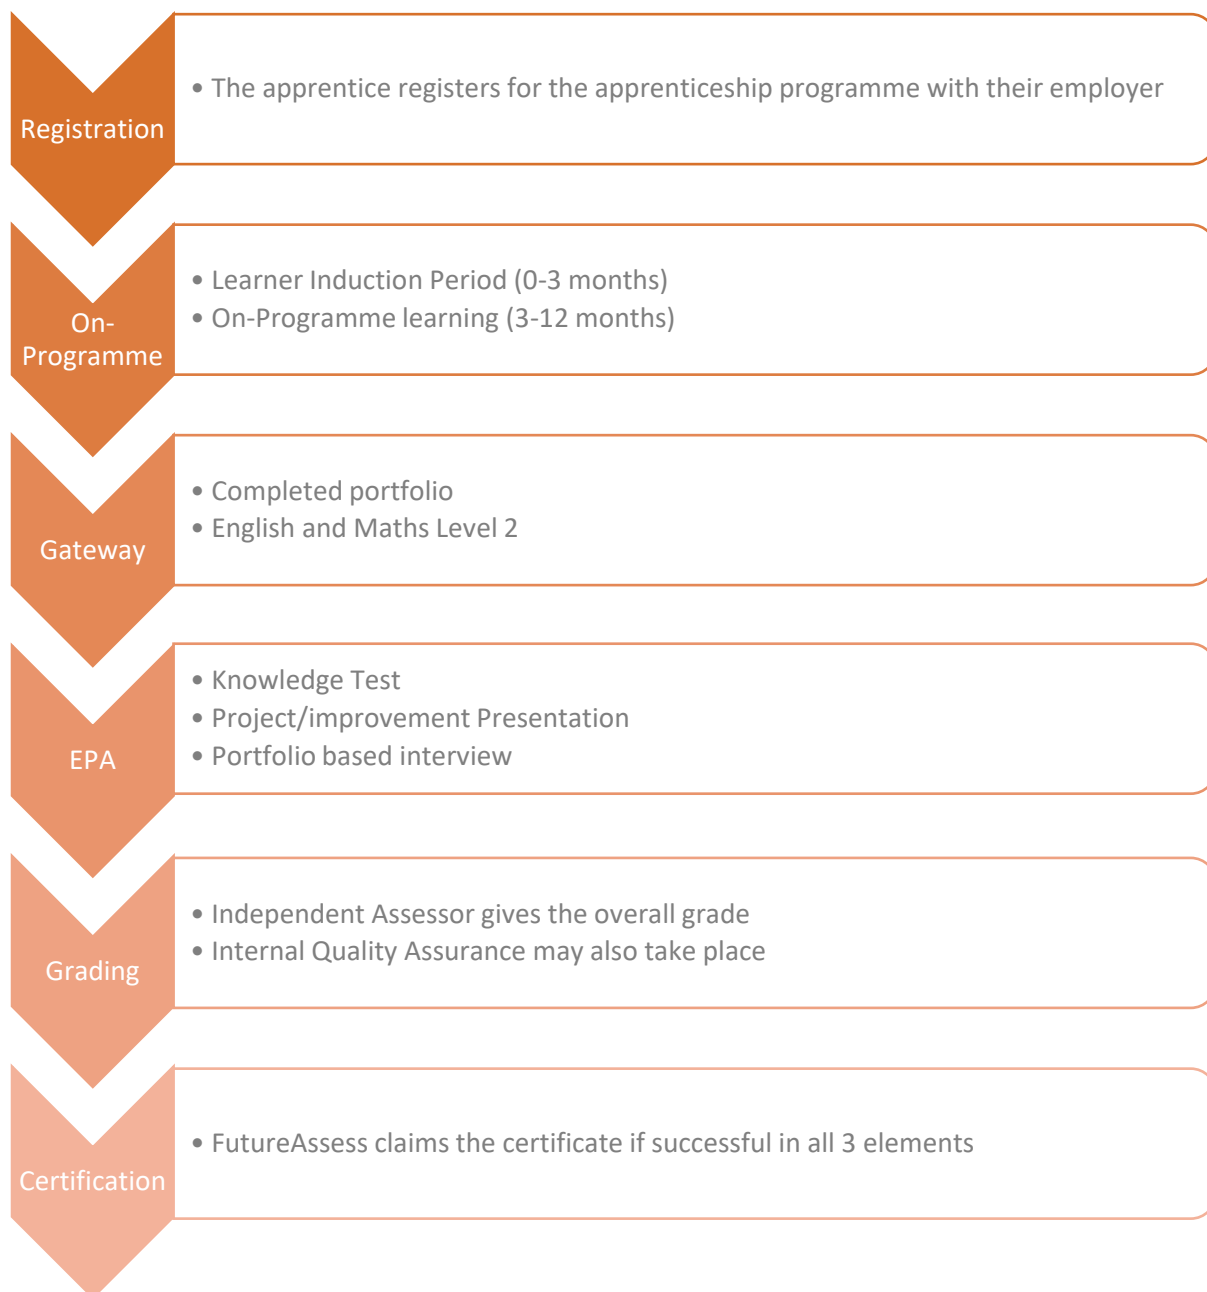 Registration
• The apprentice registers for the apprenticeship programme with their employer
On-
Programme
• Learner Induction Period (0-3 months)
• On-Programme learning (3-12 months)
Gateway
• Completed portfolio
• English and Maths Level 2
EPA
• Knowledge Test
• Project/improvement Presentation
• Portfolio based interview
Grading
• Independent Assessor gives the overall grade
• Internal Quality Assurance may also take place
Certification
• FutureAssess claims the certificate if successful in all 3 elements